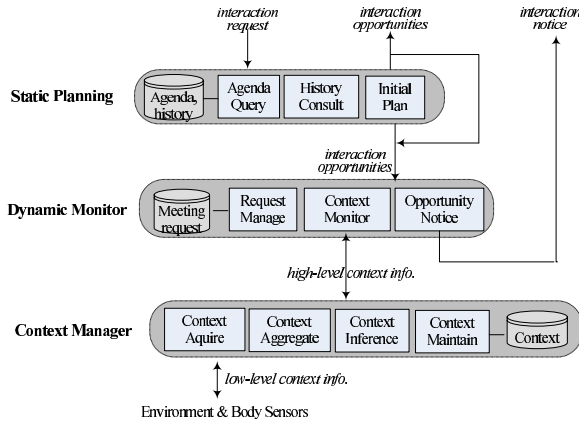 interaction request
interaction opportunities
interaction notice
Static Planning
Agenda, history
Agenda Query
History Consult
Initial Plan
interaction opportunities
Dynamic Monitor
Meeting request
Request Manage
Context Monitor
Opportunity Notice
high-level context info.
Context Manager
Context Aquire
Context Aggregate
Context Inference
Context Maintain
Context
low-level context info.
Environment & Body Sensors